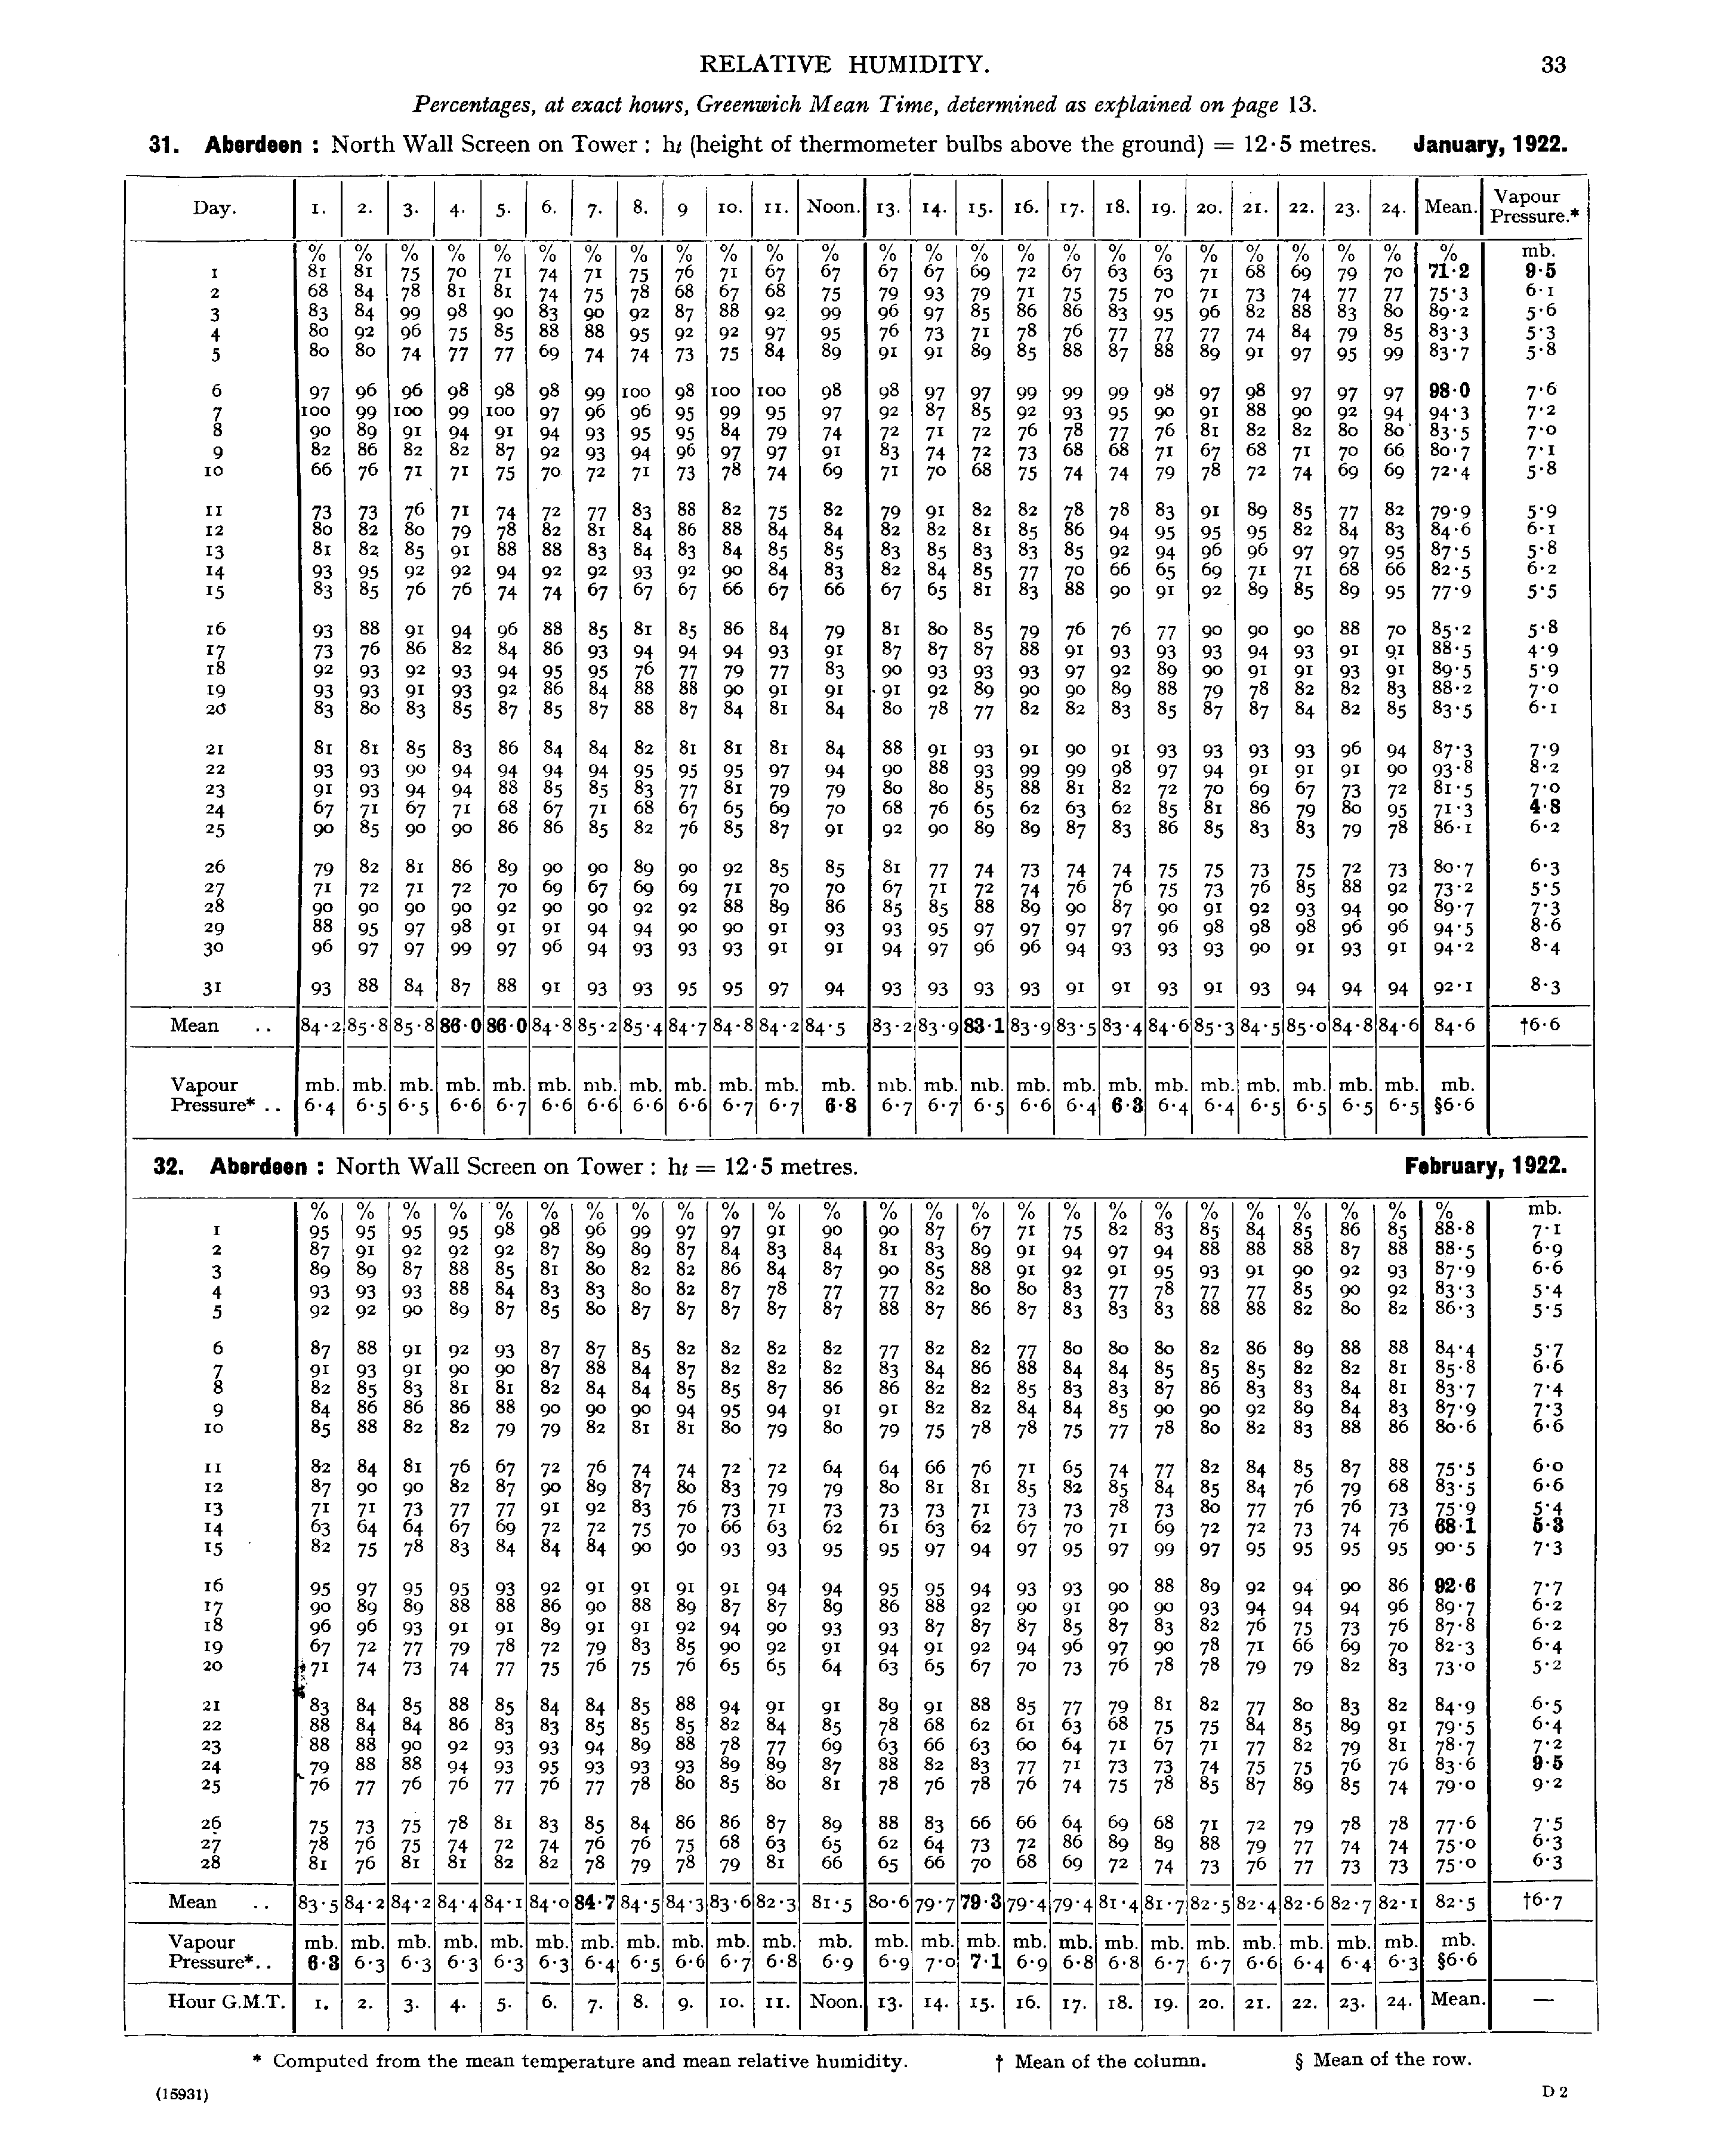 RELATIVE HUMIDITY. 33
Percentages, at exact hours, Greenwich Mean Time, determined as explained on page 13.
31. Aberdeen : North Wall Screen on Tower : ht (height of thermometer bulbs above the ground) = 12·5 metres. January, 1922.
Day. 1. 2. 3. 4. 5. 6. 7. 8. 9 10. 11. Noon. 13. 14. 15. 16. 17. 18. 19. 20. 21. 22. 23. 24. Mean. Vapour Pressure.*
% % % % % % % % % % % % % % % % % % % % % % % % % mb.
1 81 81 75 70 71 74 71 75 76 71 67 67 67 67 69 72 67 63 63 71 68 69 79 70 71·2 9·5
2 68 84 78 81 81 74 75 78 68 67 68 75 79 93 79 71 75 75 70 71 73 74 77 77 75·3 6·1
3 83 84 99 98 90 83 90 92 87 88 92 99 96 97 85 86 86 83 95 96 82 88 83 80 89·2 5·6
4 80 92 96 75 85 88 88 95 92 92 97 95 76 73 71 78 76 77 77 77 74 84 79 85 83·3 5·3
5 80 80 74 77 77 69 74 74 73 75 84 89 91 91 89 85 88 87 88 89 91 97 95 99 83·7 5·8
6 97 96 96 98 98 98 99 100 98 100 100 98 98 97 97 99 99 99 98 97 98 97 97 97 98·0 7·6
7 100 99 100 99 100 97 96 96 95 99 95 97 92 87 85 92 93 95 90 91 88 90 92 94 94·3 7·2
8 90 89 91 94 91 94 93 95 95 84 79 74 72 71 72 76 78 77 76 81 82 82 80 80 83·5 7·0
9 82 86 82 82 87 92 93 94 96 97 97 91 83 74 72 73 68 68 71 67 68 71 70 66 80·7 7·1
10 66 76 71 71 75 70 72 71 73 78 74 69 71 70 68 75 74 74 79 78 72 74 69 69 72·4 5·8
11 73 73 76 71 74 72 77 83 88 82 75 82 79 91 82 82 78 78 83 91 89 85 77 82 79·9 5·9
12 80 82 80 79 78 82 81 84 86 88 84 84 82 82 81 85 86 94 95 95 95 82 84 83 84·6 6·1
13 81 82 85 91 88 88 83 84 83 84 85 85 83 85 83 83 85 92 94 96 96 97 97 95 87·5 5·8
14 93 95 92 92 94 92 92 93 92 90 84 83 82 84 85 77 70 66 65 69 71 71 68 66 82·5 6·2
15 83 85 76 76 74 74 67 67 67 66 67 66 67 65 81 83 88 90 91 92 89 85 89 95 77·9 5·5
16 93 88 91 94 96 88 85 81 85 86 84 79 81 80 85 79 76 76 77 90 90 90 88 70 85·2 5·8
17 73 76 86 82 84 86 93 94 94 94 93 91 87 87 87 88 91 93 93 93 94 93 91 91 88·5 4·9
18 92 93 92 93 94 95 95 76 77 79 77 83 90 93 93 93 97 92 89 90 91 91 93 91 89·5 5·9
19 93 93 91 93 92 86 84 88 88 90 91 91 91 92 89 90 90 89 88 79 78 82 82 83 88·2 7·0
20 83 80 83 85 87 85 87 88 87 84 81 84 80 78 77 82 82 83 85 87 87 84 82 85 83·5 6·1
21 81 81 85 83 86 84 84 82 81 81 81 84 88 91 93 91 90 91 93 93 93 93 96 94 87·3 7·9
22 93 93 90 94 94 94 94 95 95 95 97 94 90 88 93 99 99 98 97 94 91 91 91 90 93·8 8·2
23 91 93 94 94 88 85 85 83 77 81 79 79 80 80 85 88 81 82 72 70 69 67 73 72 81·5 7·0
24 67 71 67 71 68 67 71 68 67 65 69 70 68 76 65 62 63 62 85 81 86 79 80 95 71·3 4·8
25 90 85 90 90 86 86 85 82 76 85 87 91 92 90 89 89 87 83 86 85 83 83 79 78 86·1 6·2
26 79 82 81 86 89 90 90 89 90 92 85 85 81 77 74 73 74 74 75 75 73 75 72 73 80·7 6·3
27 71 72 71 72 70 69 67 69 69 71 70 70 67 71 72 74 76 76 75 73 76 85 88 92 73·2 5·5
28 90 90 90 90 92 90 90 92 92 88 89 86 85 85 88 89 90 87 90 91 92 93 94 90 89·7 7·3
29 88 95 97 98 91 91 94 94 90 90 91 93 93 95 97 97 97 97 96 98 98 98 96 96 94·5 8·6
30 96 97 97 99 97 96 94 93 93 93 91 91 94 97 96 96 94 93 93 93 90 91 93 91 94·2 8·4
31 93 88 84 87 88 91 93 93 95 95 97 94 93 93 93 93 91 91 93 91 93 94 94 94 92·1 8·3
Mean .. 84·2 85·8 85·8 86·0 86·0 84·8 85·2 85·4 84·7 84·8 84·2 84·5 83·2 83·9 83·1 83·9 83·5 83·4 84·6 85·3 84·5 85·0 84·8 84·6 84·6 †6·6
Vapour mb. mb. mb. mb. mb. mb. mb. mb. mb. mb. mb. mb. mb. mb. mb. mb. mb. mb. mb. mb. mb. mb. mb. mb. mb.
Pressure* .. 6·4 6·5 6·5 6·6 6·7 6·6 6·6 6·6 6·6 6·7 6·7 6·8 6·7 6·7 6·5 6·6 6·4 6·3 6·4 6·4 6·5 6·5 6·5 6·5 §6·6
32. Aberdeen : North Wall Screen on Tower : ht = 12·5 metres. February, 1922.
% % % % % % % % % % % % % % % % % % % % % % % % % mb.
1 95 95 95 95 98 98 96 99 97 97 91 90 90 87 67 71 75 82 83 85 84 85 86 85 88·8 7·1
2 87 91 92 92 92 87 89 89 87 84 83 84 81 83 89 91 94 97 94 88 88 88 87 88 88·5 6·9
3 89 89 87 88 85 81 80 82 82 86 84 87 90 85 88 91 92 91 95 93 91 90 92 93 87·9 6·6
4 93 93 93 88 84 83 83 80 82 87 78 77 77 82 80 80 83 77 78 77 77 85 90 92 83·3 5·4
5 92 92 90 89 87 85 80 87 87 87 87 87 88 87 86 87 83 83 83 88 88 82 80 82 86·3 5·5
6 87 88 91 92 93 87 87 85 82 82 82 82 77 82 82 77 80 80 80 82 86 89 88 88 84·4 5·7
7 91 93 91 90 90 87 88 84 87 82 82 82 83 84 86 88 84 84 85 85 85 82 82 81 85·8 6·6
8 82 85 83 81 81 82 84 84 85 85 87 86 86 82 82 85 83 83 87 86 83 83 84 81 83·7 7·4
9 84 86 86 86 88 90 90 90 94 95 94 91 91 82 82 84 84 85 90 90 92 89 84 83 87·9 7·3
10 85 88 82 82 79 79 82 81 81 80 79 80 79 75 78 78 75 77 78 80 82 83 88 86 80·6 6·6
11 82 84 81 76 67 72 76 74 74 72 72 64 64 66 76 71 65 74 77 82 84 85 87 88 75·5 6·0
12 87 90 90 82 87 90 89 87 80 83 79 79 80 81 81 85 82 85 84 85 84 76 79 68 83·5 6·6
13 71 71 73 77 77 91 92 83 76 73 71 73 73 73 71 73 73 78 73 80 77 76 76 73 75·9 5·4
14 63 64 64 67 69 72 72 75 70 66 63 62 61 63 62 67 70 71 69 72 72 73 74 76 68·1 5·3
15 82 75 78 83 84 84 84 90 90 93 93 95 95 97 94 97 95 97 99 97 95 95 95 95 90·5 7·3
16 95 97 95 95 93 92 91 91 91 91 94 94 95 95 94 93 93 90 88 89 92 94 90 86 92·6 7·7
17 90 89 89 88 88 86 90 88 89 87 87 89 86 88 92 90 91 90 90 93 94 94 94 96 89·7 6·2
18 96 96 93 91 91 89 91 91 92 94 90 93 93 87 87 87 85 87 83 82 76 75 73 76 87·8 6·2
19 67 72 77 79 78 72 79 83 85 90 92 91 94 91 92 94 96 97 90 78 71 66 69 70 82·3 6·4
20 71 74 73 74 77 75 76 75 76 65 65 64 63 65 67 70 73 76 78 78 79 79 82 83 73·0 5·2
21 83 84 85 88 85 84 84 85 88 94 91 91 89 91 88 85 77 79 81 82 77 80 83 82 84·9 6·5
22 88 84 84 86 83 83 85 85 85 82 84 85 78 68 62 61 63 68 75 75 84 85 89 91 79·5 6·4
23 88 88 90 92 93 93 94 89 88 78 77 69 63 66 63 60 64 71 67 71 77 82 79 81 78·7 7·2
24 79 88 88 94 93 95 93 93 93 89 89 87 88 82 83 77 71 73 73 74 75 75 76 76 83·6 9·5
25 76 77 76 76 77 76 77 78 80 85 80 81 78 76 78 76 74 75 78 85 87 89 85 74 79·0 9·2
26 75 73 75 78 81 83 85 84 86 86 87 89 88 83 66 66 64 69 68 71 72 79 78 78 77·6 7·5
27 78 76 75 74 72 74 76 76 75 68 63 65 62 64 73 72 86 89 89 88 79 77 74 74 75·0 6·3
28 81 76 81 81 82 82 78 79 78 79 81 66 65 66 70 68 69 72 74 73 76 77 73 73 75·0 6·3
Mean .. 83·5 84·2 84·2 84·4 84·1 84·0 84·7 84·5 84·3 83·6 82·3 81·5 80·6 79·7 79·3 79·4 79·4 81·4 81·7 82·5 82·4 82·6 82·7 82·1 82·5 †6·7
Vapour mb. mb. mb. mb. mb. mb. mb. mb. mb. mb. mb. mb. mb. mb. mb. mb. mb. mb. mb. mb. mb. mb. mb. mb. mb.
Pressure*.. 6·3 6·3 6·3 6·3 6·3 6·3 6·4 6·5 6·6 6·7 6·8 6·9 6·9 7·0 7·1 6·9 6·8 6·8 6·7 6·7 6·6 6·4 6·4 6·3 §6·6
Hour G.M.T. 1. 2. 3. 4. 5. 6. 7. 8. 9. 10. 11. Noon. 13. 14. 15. 16. 17. 18. 19. 20. 21. 22. 23. 24. Mean. —
* Computed from the mean temperature and mean relative humidity. † Mean of the column. § Mean of the row.
(15931) D 2